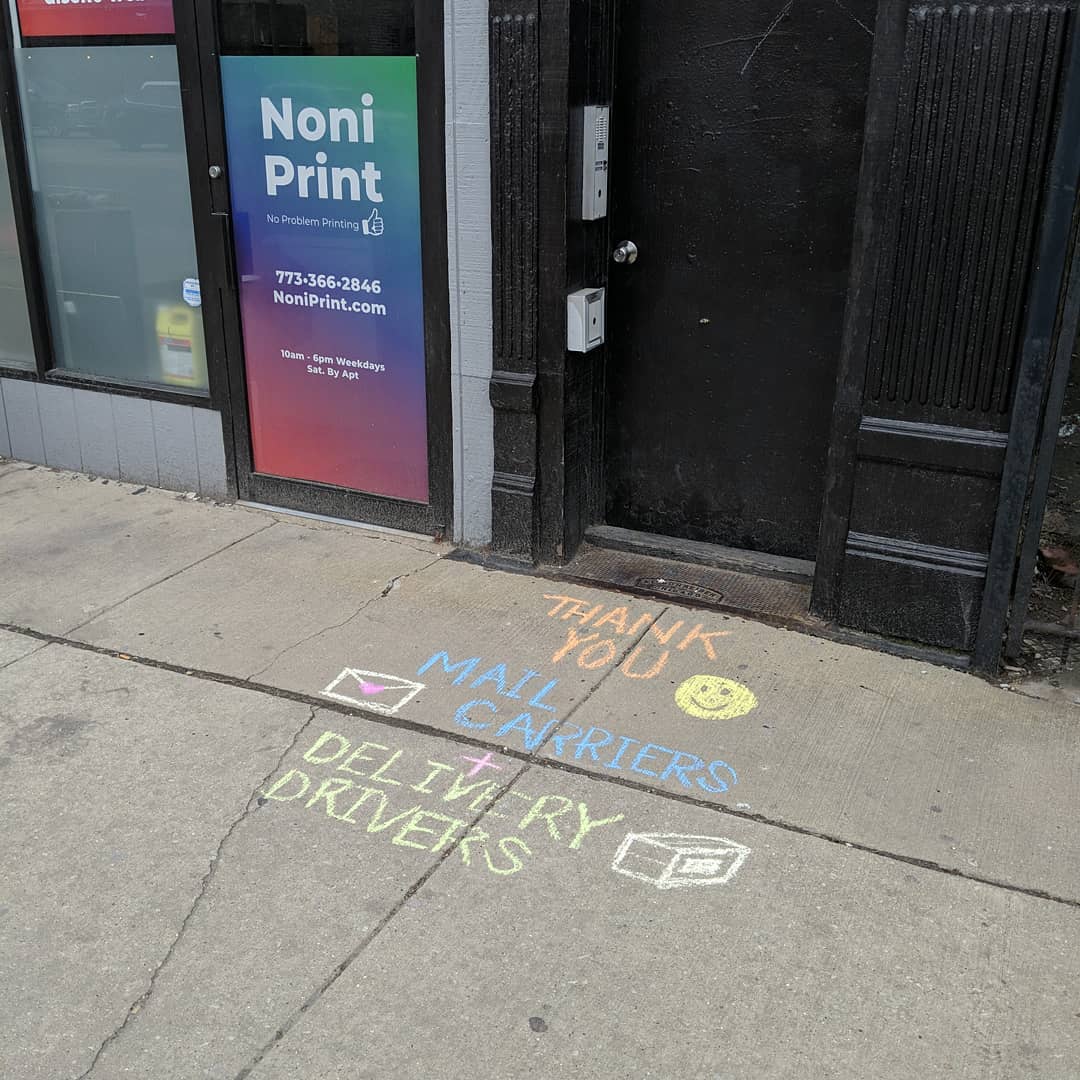 Noni
Print
No Problem Printing
773•366•2846
NoniPrint.com
10am - 6pm Weekdays
Sat. By Apt
THANK
YOU
MAIL
CARRIERS
+
DELIVERY
DRIVERS